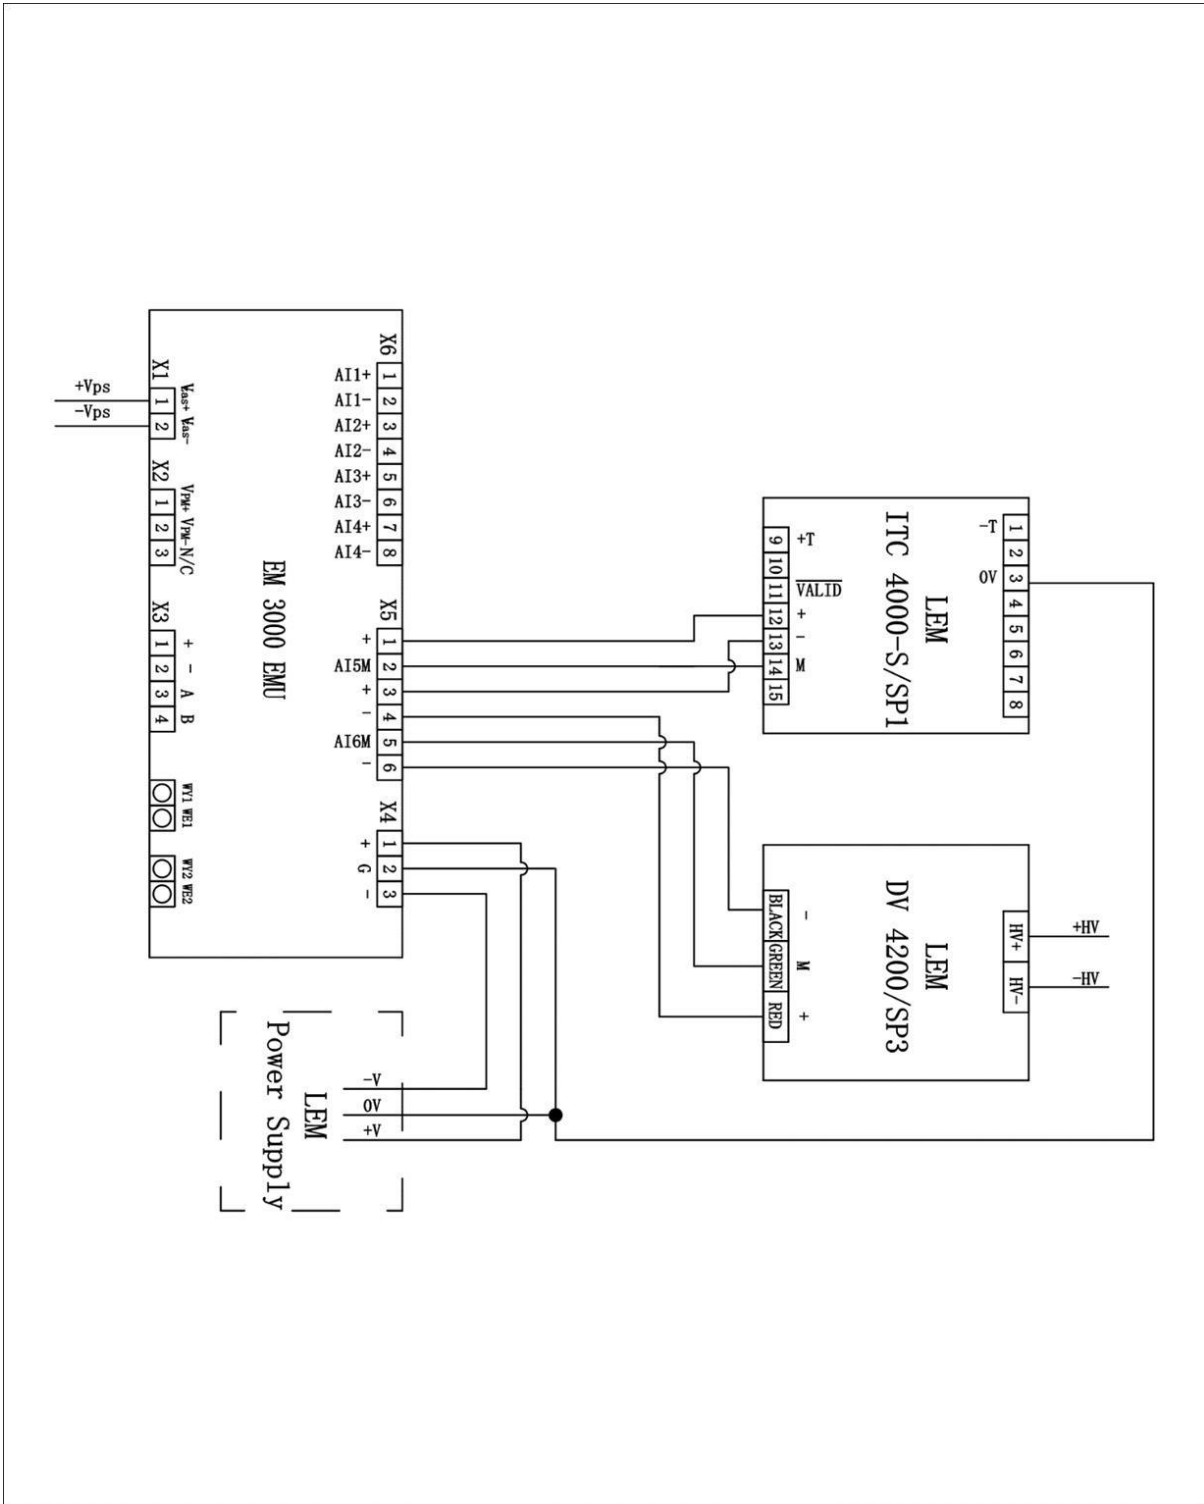 +Vps
-Vps
X1
1
2
X2
1
2
3
VPM+ VPM-N/C
X3
1
2
3
4
+
-
A
B
WY1 WE1
WY2 WE2
EM 3000 EMU
X6
AI1+ 1
AI1- 2
AI2+ 3
AI2- 4
AI3+ 5
AI3- 6
AI4+ 7
AI4- 8
X5
+ 1
AI5M 2
+ 3
- 4
AI6M 5
- 6
X4
+ 1
G 2
- 3
LEM
Power Supply
-V
0V
+V
LEM
ITC 4000-S/SP1
9 +T
10
11 VALID
12 +
13 -
14 M
15
-T 1
2
0V 3
4
5
6
7
8
LEM
DV 4200/SP3
BLACK -
GREEN M
RED +
HV+
HV-
+HV
-HV